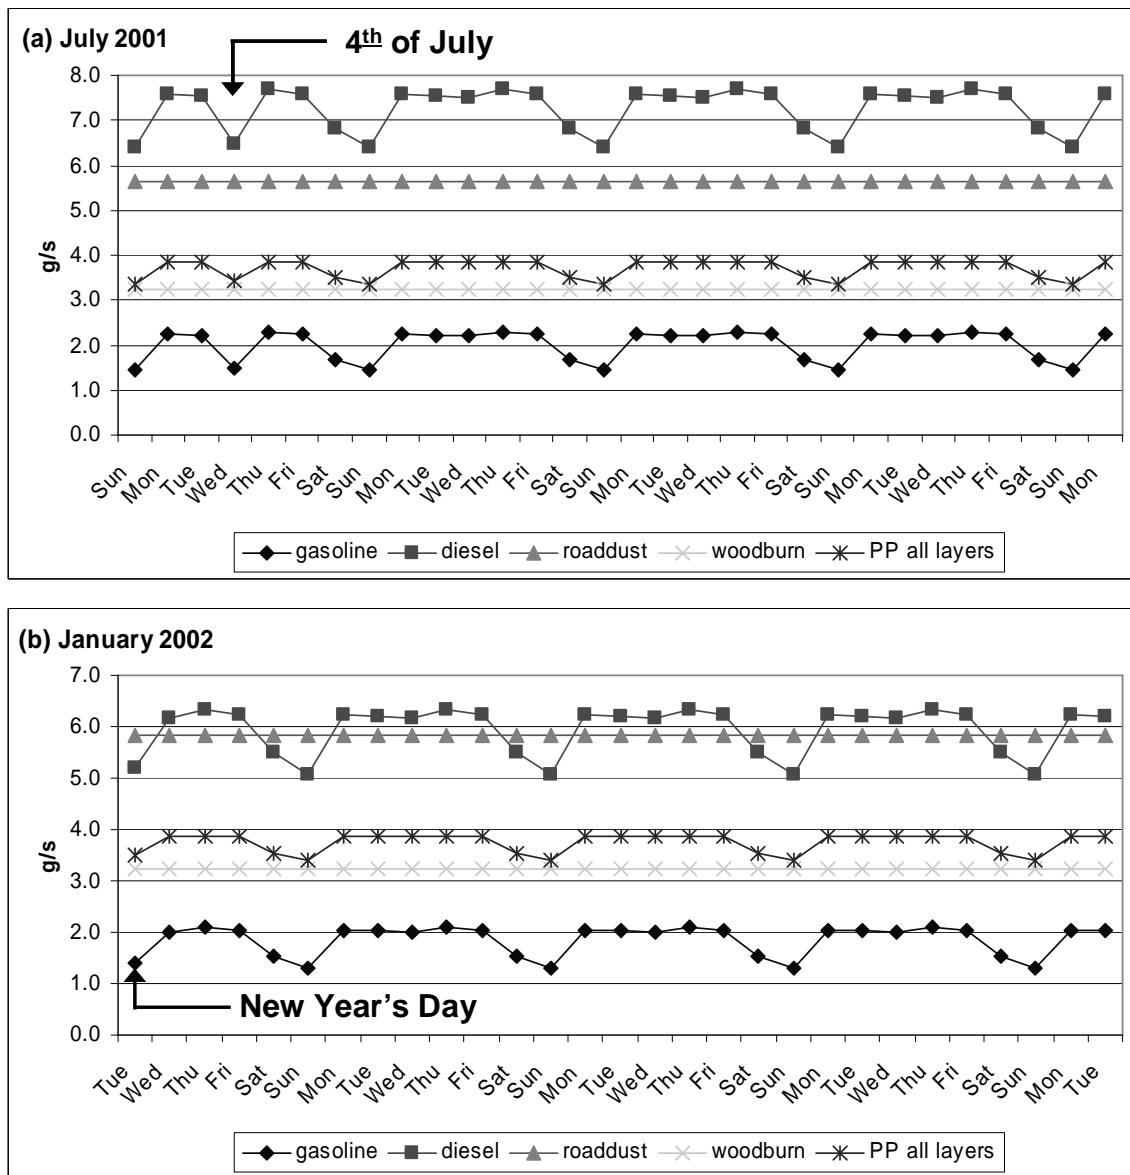 (a) July 2001
4th of July
8.0
7.0
6.0
5.0
4.0
3.0
2.0
1.0
0.0
g/s
Sun Mon Tue Wed Thu Fri Sat Sun Mon Tue Wed Thu Fri Sat Sun Mon Tue Wed Thu Fri Sat Sun Mon Tue Wed Thu Fri Sat Sun Mon
gasoline diesel roaddust woodburn PP all layers
(b) January 2002
7.0
6.0
5.0
4.0
3.0
2.0
1.0
0.0
g/s
New Year's Day
Tue Wed Thu Fri Sat Sun Mon Tue Wed Thu Fri Sat Sun Mon Tue Wed Thu Fri Sat Sun Mon Tue Wed Thu Fri Sat Sun Mon Tue
gasoline diesel roaddust woodburn PP all layers